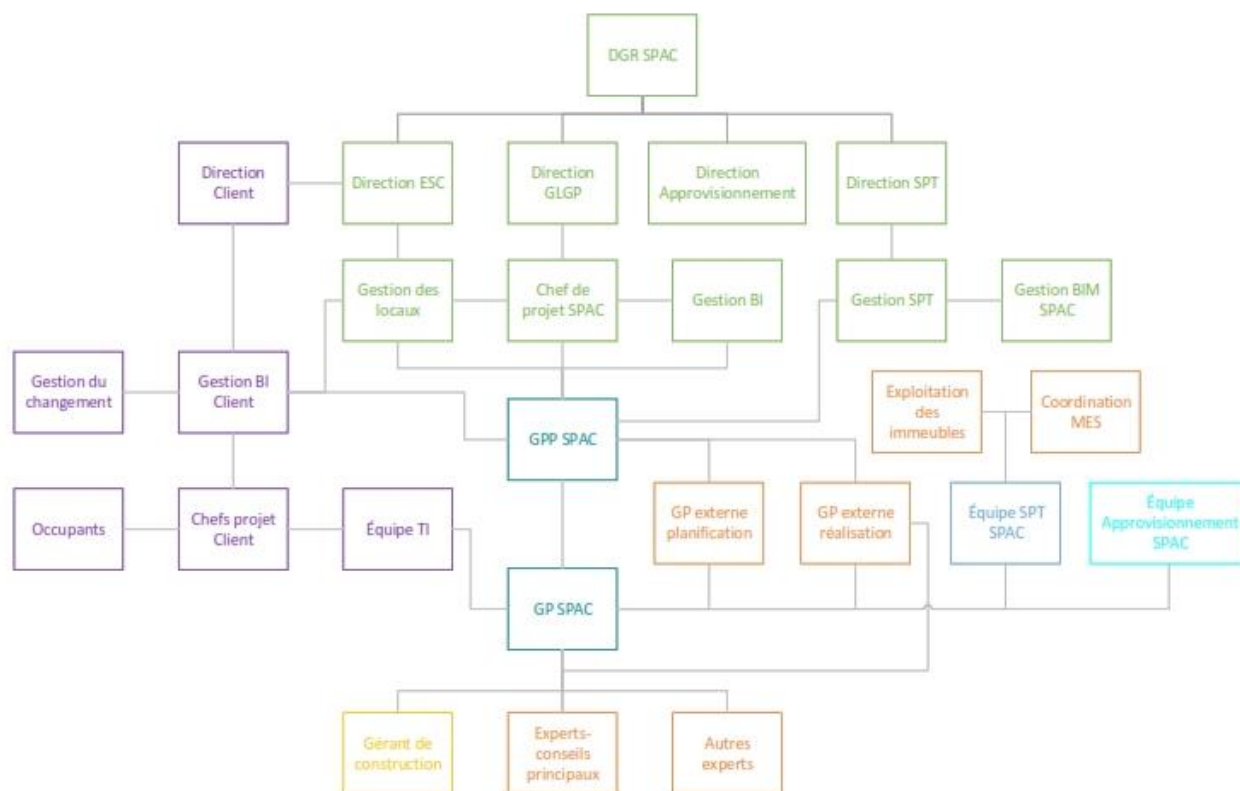 DGR SPAC
Direction
Client
Direction ESC
Direction
GLGP
Direction
Approvisionnement
Direction SPT
Gestion des
locaux
Chef de
projet SPAC
Gestion BI
Gestion SPT
Gestion BIM
SPAC
Gestion du
changement
Gestion BI
Client
GPP SPAC
Exploitation
des
immeubles
Coordination
MES
Occupants
Chefs projet
Client
Équipe TI
GP externe
planification
GP externe
réalisation
Équipe SPT
SPAC
Équipe
Approvisionnement
SPAC
GP SPAC
Gérant de
construction
Experts-
conseils
principaux
Autres
experts